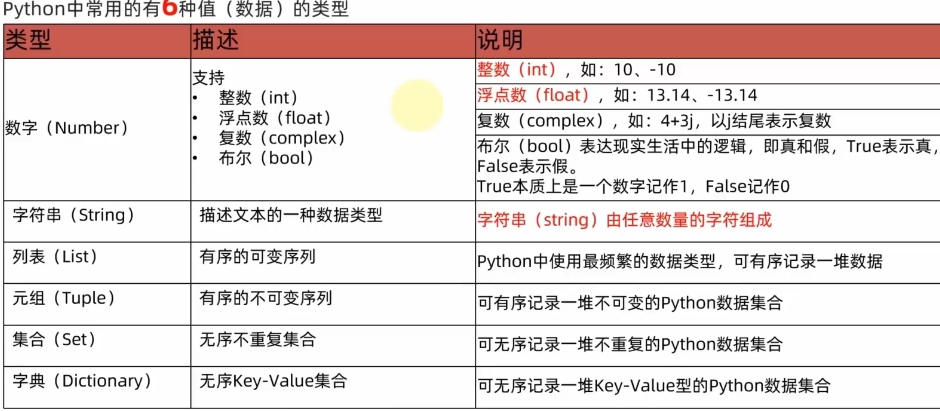 Python中常用的有6种值（数据）的类型
类型 描述 说明
数字（Number）
支持
• 整数（int）
• 浮点数（float）
• 复数（complex）
• 布尔（bool）
整数（int），如：10、-10
浮点数（float），如：13.14、-13.14
复数（complex），如：4+3j，以j结尾表示复数
布尔（bool）表达现实生活中的逻辑，即真和假，True表示真，
False表示假。
True本质上是一个数字记作1，False记作0
字符串（String） 描述文本的一种数据类型 字符串（string）由任意数量的字符组成
列表（List） 有序的可变序列 Python中使用最频繁的数据类型，可有序记录一堆数据
元组（Tuple） 有序的不可变序列 可有序记录一堆不可变的Python数据集合
集合（Set） 无序不重复集合 可无序记录一堆不重复的Python数据集合
字典（Dictionary） 无序Key-Value集合 可无序记录一堆Key-Value型的Python数据集合